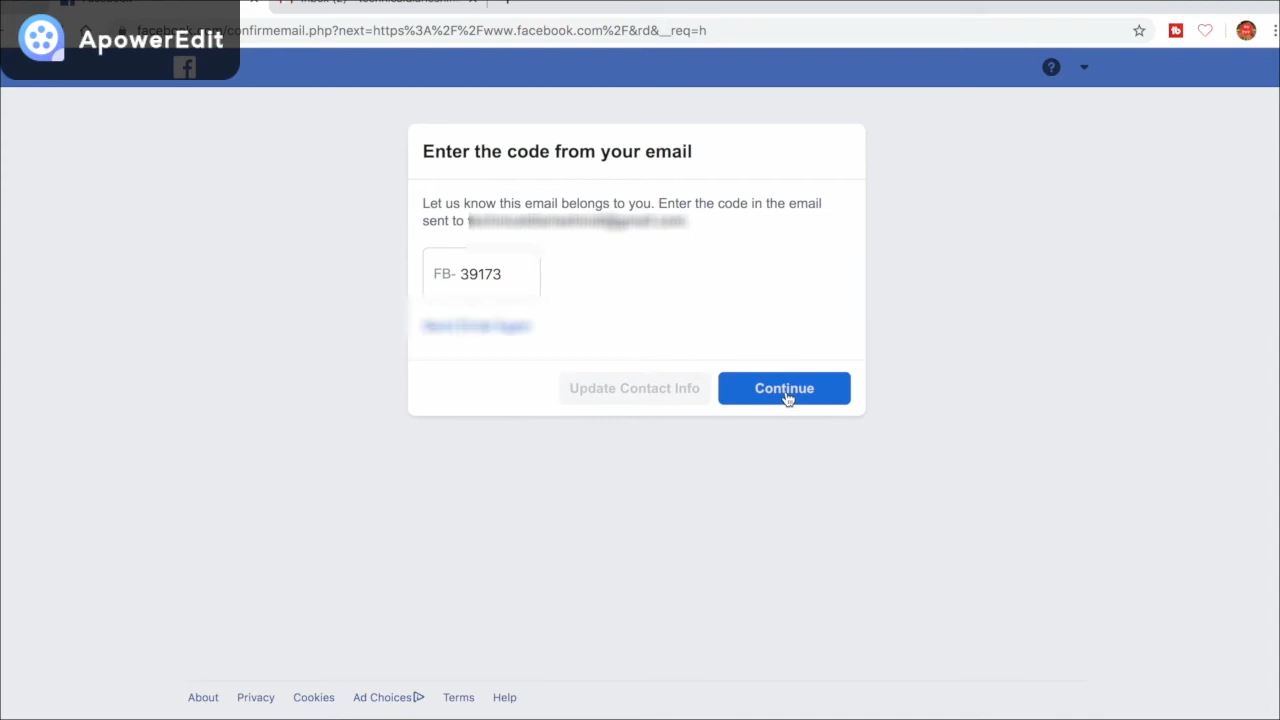 ApowerEdit
confirmemail.php?next=https%3A%2F%2Fwww.facebook.com%2F&rd&__req=h
f
?
Enter the code from your email
Let us know this email belongs to you. Enter the code in the email
sent to
FB- 39173
Update Contact Info
Continue
About Privacy Cookies Ad Choices Terms Help